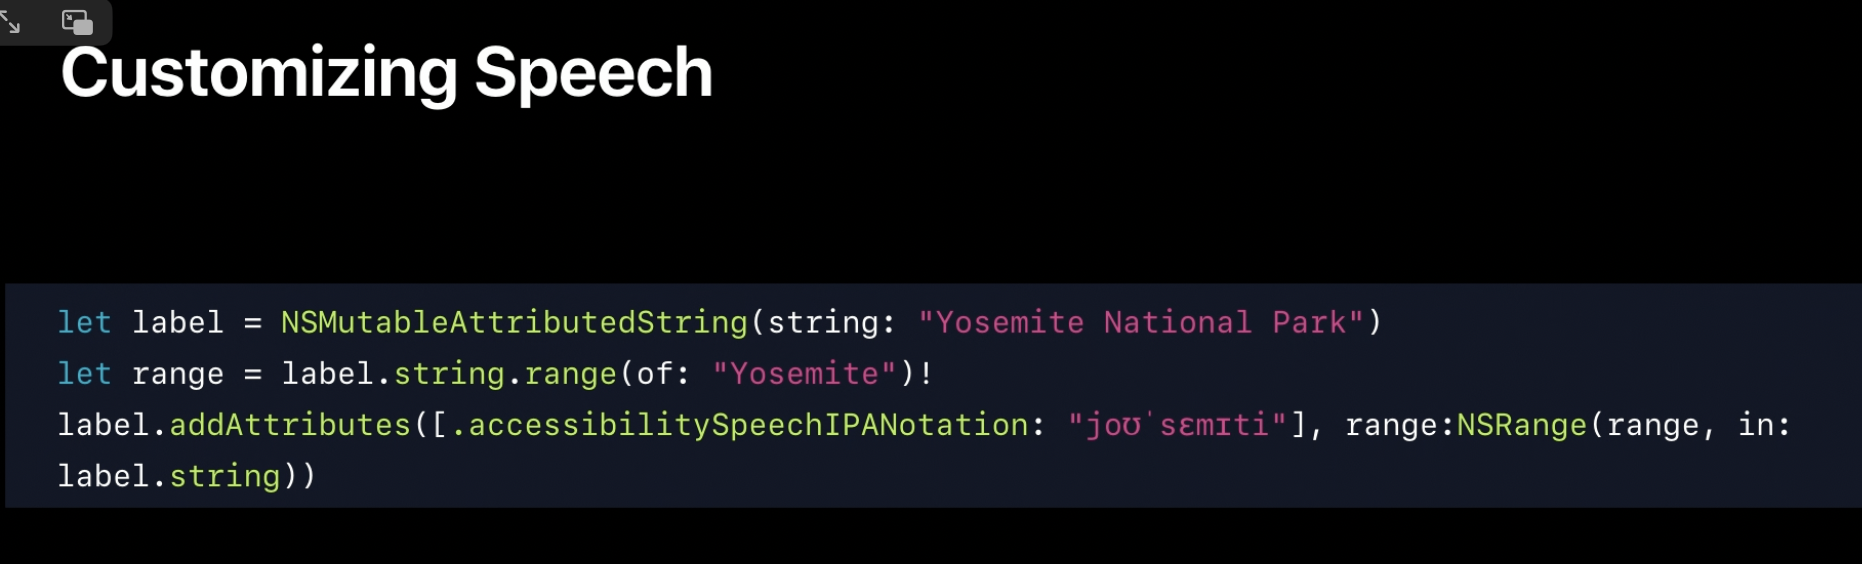 Customizing Speech
let label = NSMutableAttributedString(string: "Yosemite National Park")
let range = label.string.range(of: "Yosemite")!
label.addAttributes([.accessibilitySpeechIPANotation: "joʊˈsɛmɪti"], range:NSRange(range, in:
label.string))